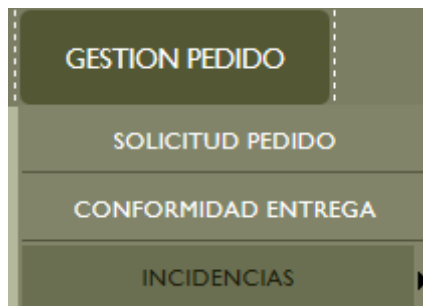 GESTION PEDIDO
SOLICITUD PEDIDO
CONFORMIDAD ENTREGA
INCIDENCIAS